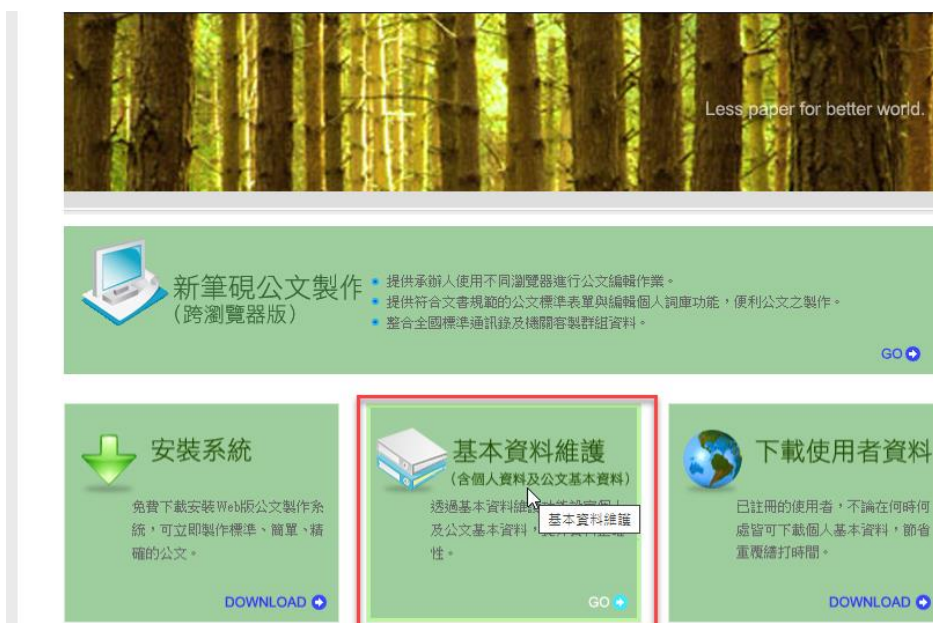 Less paper for better world.
新筆硯公文製作
(跨瀏覽器版)
提供承辦人使用不同瀏覽器進行公文編輯作業。
提供符合文書規範的公文標準表單與編輯個人詞庫功能，便利公文之製作。
整合全國標準通訊錄及機關客製群組資料。
GO
安裝系統
免費下載安裝Web版公文製作系
統，可立即製作標準、簡單、精
確的公文。
DOWNLOAD
基本資料維護
(含個人資料及公文基本資料)
透過基本資料維
及公文基本資料，
性。
基本資料維護
GO
下載使用者資料
已註冊的使用者，不論在何時何
處皆可下載個人基本資料，節省
重覆繕打時間。
DOWNLOAD